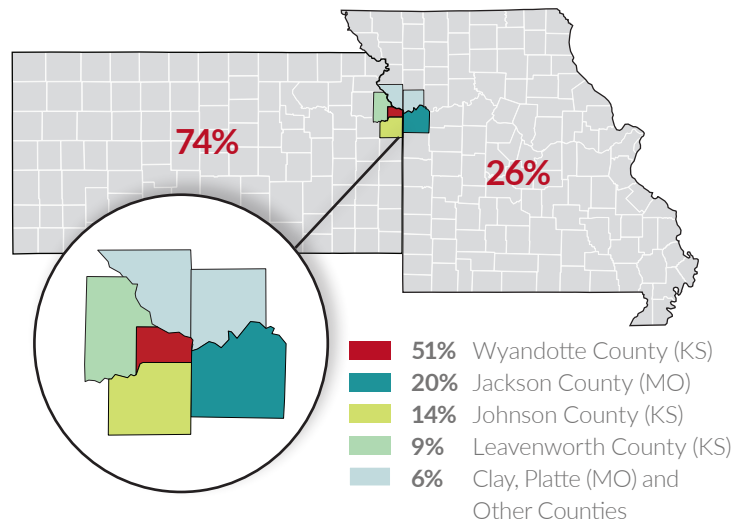 74%
26%
51% Wyandotte County (KS)
20% Jackson County (MO)
14% Johnson County (KS)
9% Leavenworth County (KS)
6% Clay, Platte (MO) and
Other Counties